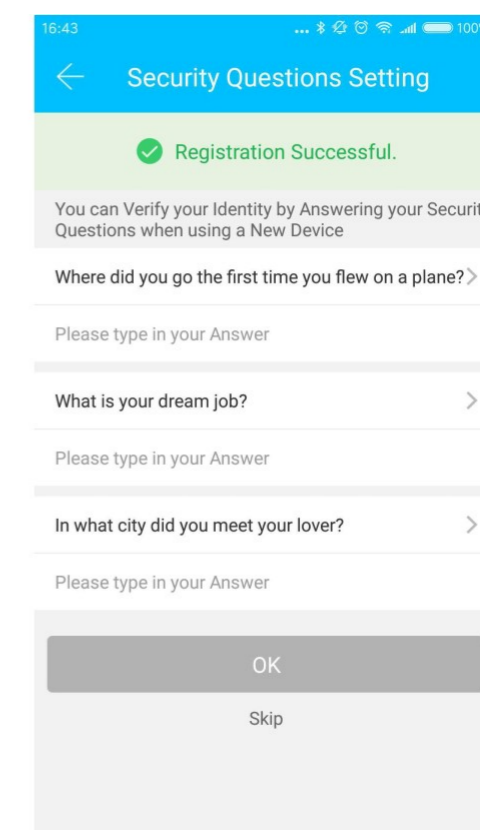 16:43
100%
Security Questions Setting
Registration Successful.
You can Verify your Identity by Answering your Securit
Questions when using a New Device
Where did you go the first time you flew on a plane?
Please type in your Answer
What is your dream job?
Please type in your Answer
In what city did you meet your lover?
Please type in your Answer
OK
Skip